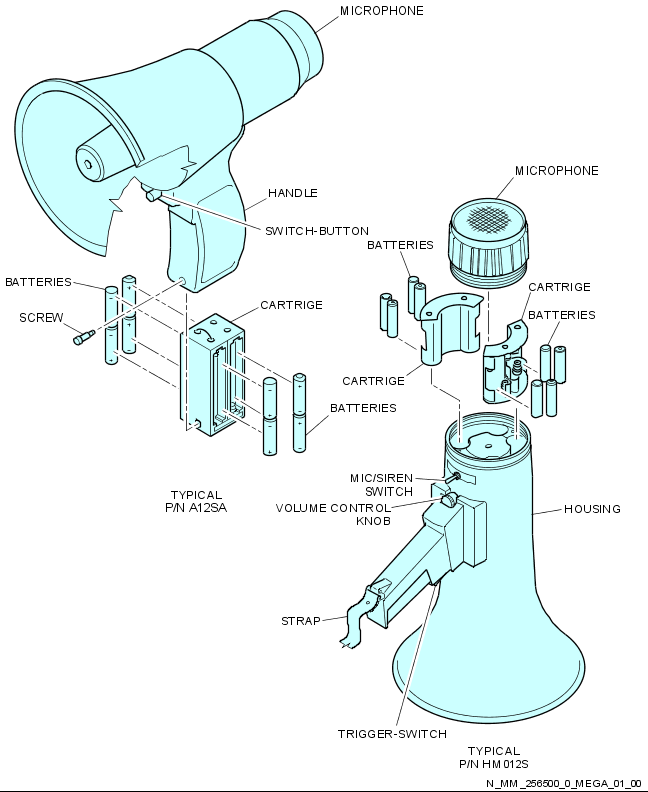 MICROPHONE
HANDLE
SWITCH-BUTTON
BATTERIES
SCREW
CARTRIGE
BATTERIES
TYPICAL
P/N A12SA
MICROPHONE
BATTERIES
CARTRIGE
BATTERIES
CARTRIGE
MIC/SIREN
SWITCH
VOLUME CONTROL
KNOB
HOUSING
STRAP
TRIGGER-SWITCH
TYPICAL
P/N HM012S
N_MM_256500_0_MEGA_01_00